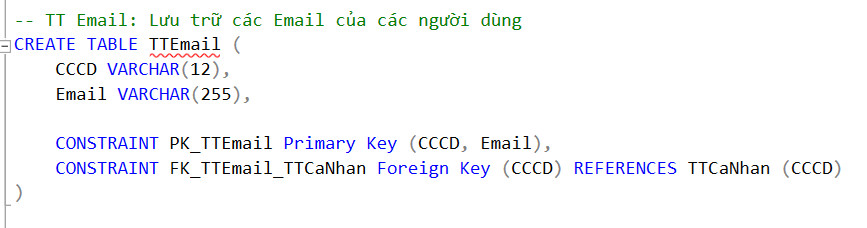 -- TT Email: Lưu trữ các Email của các người dùng
CREATE TABLE TTEmail (
CCCD VARCHAR(12),
Email VARCHAR(255),
CONSTRAINT PK_TTEmail Primary Key (CCCD, Email),
CONSTRAINT FK_TTEmail_TTCaNhan Foreign Key (CCCD) REFERENCES TTCaNhan (CCCD)
)